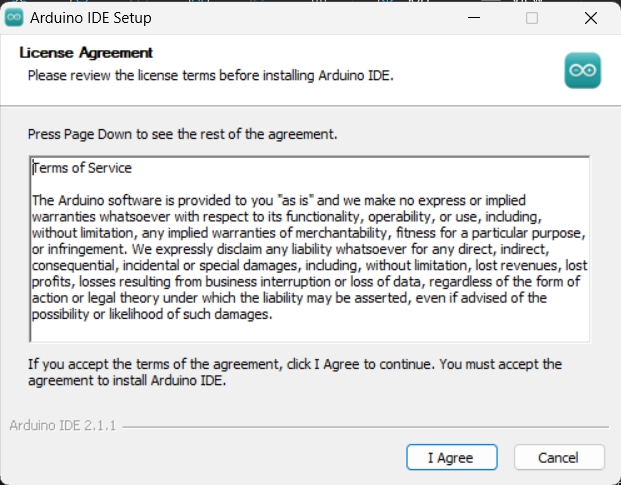 Arduino IDE Setup
License Agreement
Please review the license terms before installing Arduino IDE.
Press Page Down to see the rest of the agreement.
Terms of Service
The Arduino software is provided to you "as is" and we make no express or implied
warranties whatsoever with respect to its functionality, operability, or use, including,
without limitation, any implied warranties of merchantability, fitness for a particular purpose,
or infringement. We expressly disclaim any liability whatsoever for any direct, indirect,
consequential, incidental or special damages, including, without limitation, lost revenues, lost
profits, losses resulting from business interruption or loss of data, regardless of the form of
action or legal theory under which the liability may be asserted, even if advised of the
possibility or likelihood of such damages.
If you accept the terms of the agreement, click I Agree to continue. You must accept the
agreement to install Arduino IDE.
Arduino IDE 2.1.1
I Agree
Cancel